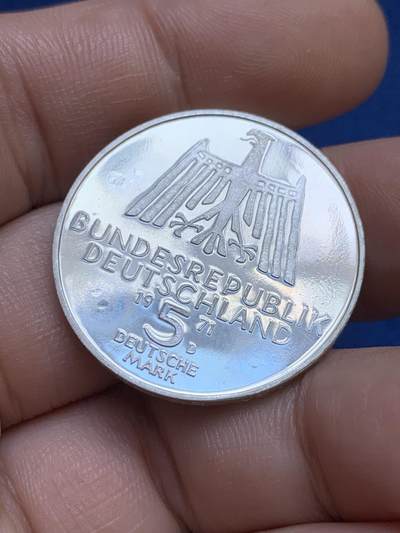 BUNDESREPUBLIK
DEUTSCHLAND
19 5 71
D
DEUTSCHE
MARK